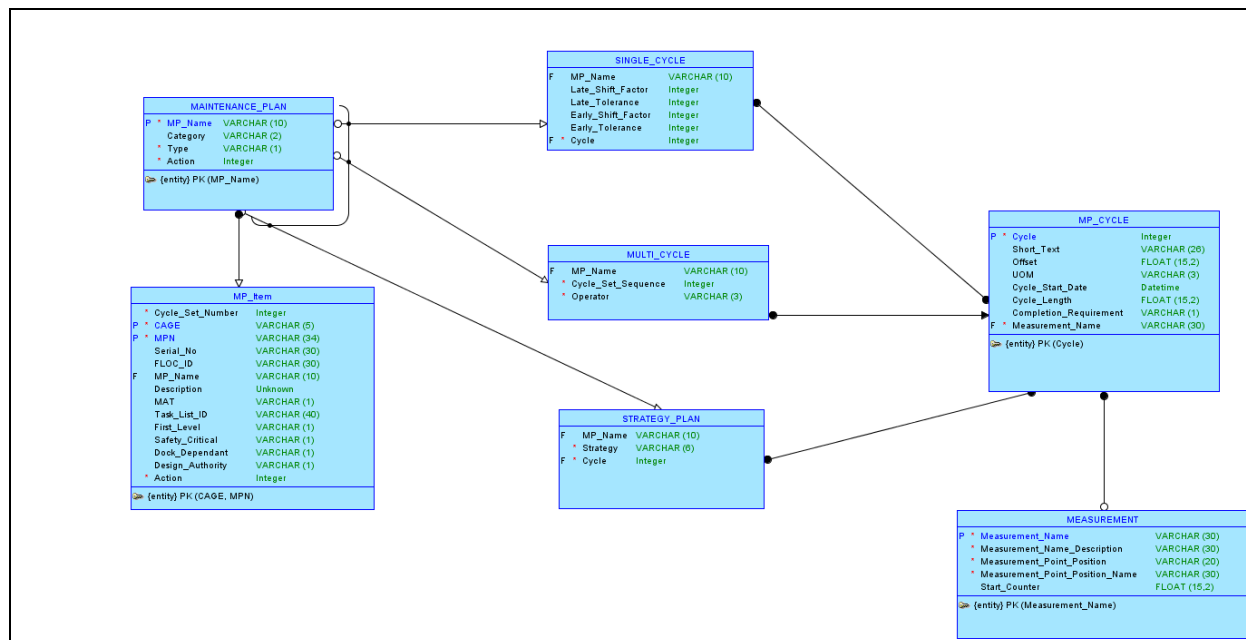 SINGLE_CYCLE
F MP_Name VARCHAR (10)
Late_Shift_Factor Integer
Late_Tolerance Integer
Early_Shift_Factor Integer
Early_Tolerance Integer
F * Cycle Integer
MAINTENANCE_PLAN
P * MP_Name VARCHAR (10)
Category VARCHAR (2)
* Type VARCHAR (1)
* Action Integer
{entity} PK (MP_Name)
MP_CYCLE
P * Cycle Integer
Short_Text VARCHAR (26)
Offset FLOAT (15,2)
UOM VARCHAR (3)
Cycle_Start_Date Datetime
Cycle_Length FLOAT (15,2)
Completion_Requirement VARCHAR (1)
F * Measurement_Name VARCHAR (30)
{entity} PK (Cycle)
MULTI_CYCLE
F MP_Name VARCHAR (10)
* Cycle_Set_Sequence Integer
* Operator VARCHAR (3)
MP_Item
* Cycle_Set_Number Integer
P * CAGE VARCHAR (5)
P * MPN VARCHAR (34)
Serial_No VARCHAR (30)
FLOC_ID VARCHAR (30)
F MP_Name VARCHAR (10)
Description Unknown
MAT VARCHAR (1)
Task_List_ID VARCHAR (40)
First_Level VARCHAR (1)
Safety_Critical VARCHAR (1)
Dock_Dependant VARCHAR (1)
Design_Authority VARCHAR (1)
* Action Integer
{entity} PK (CAGE, MPN)
STRATEGY_PLAN
F MP_Name VARCHAR (10)
* Strategy VARCHAR (6)
F * Cycle Integer
MEASUREMENT
P * Measurement_Name VARCHAR (30)
* Measurement_Name_Description VARCHAR (30)
* Measurement_Point_Position VARCHAR (20)
* Measurement_Point_Position_Name VARCHAR (30)
Start_Counter FLOAT (15,2)
{entity} PK (Measurement_Name)